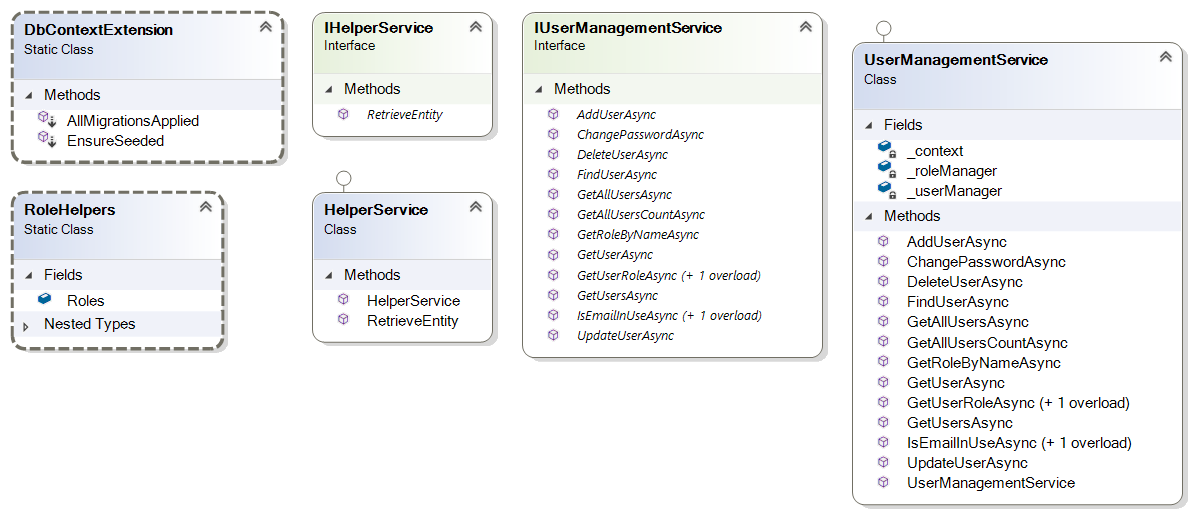 DbContextExtension
Static Class
Methods
AllMigrationsApplied
EnsureSeeded
RoleHelpers
Static Class
Fields
Roles
Nested Types
IHelperService
Interface
Methods
RetrieveEntity
HelperService
Class
Methods
HelperService
RetrieveEntity
IUserManagementService
Interface
Methods
AddUserAsync
ChangePasswordAsync
DeleteUserAsync
FindUserAsync
GetAllUsersAsync
GetAllUsersCountAsync
GetRoleByNameAsync
GetUserAsync
GetUserRoleAsync (+ 1 overload)
GetUsersAsync
IsEmailInUseAsync (+ 1 overload)
UpdateUserAsync
UserManagementService
Class
Fields
_context
_roleManager
_userManager
Methods
AddUserAsync
ChangePasswordAsync
DeleteUserAsync
FindUserAsync
GetAllUsersAsync
GetAllUsersCountAsync
GetRoleByNameAsync
GetUserAsync
GetUserRoleAsync (+ 1 overload)
GetUsersAsync
IsEmailInUseAsync (+ 1 overload)
UpdateUserAsync
UserManagementService